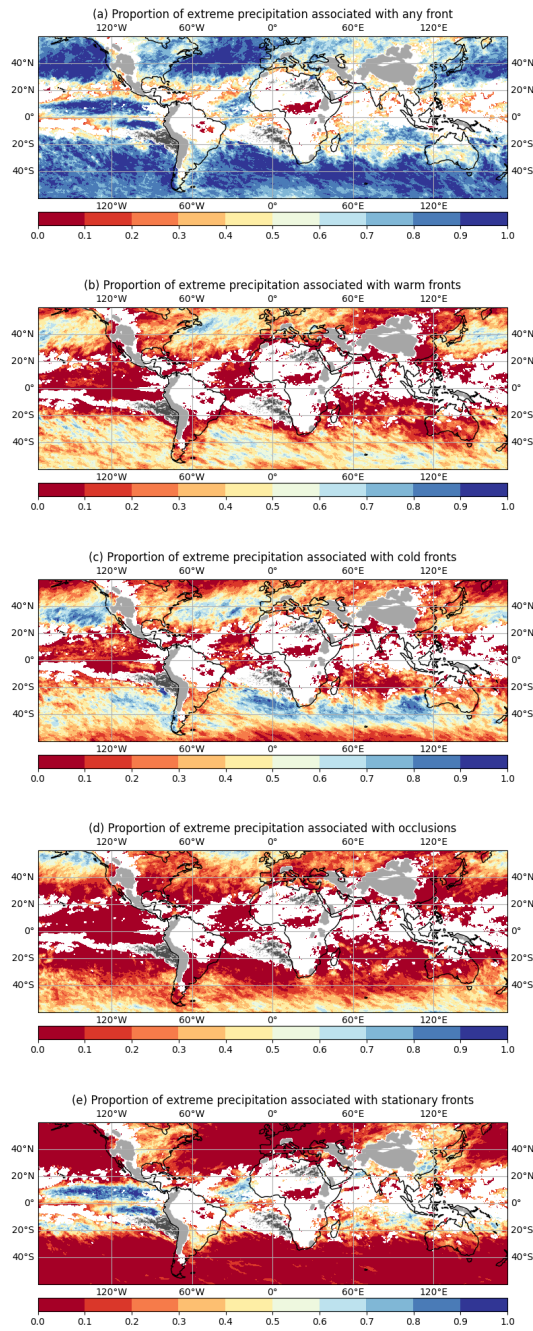 (a) Proportion of extreme precipitation associated with any front
120°W 60°W 0° 60°E 120°E
40°N 40°N
20°N 20°N
0° 0°
20°S 20°S
40°S 40°S
120°W 60°W 0° 60°E 120°E
0.0 0.1 0.2 0.3 0.4 0.5 0.6 0.7 0.8 0.9 1.0
(b) Proportion of extreme precipitation associated with warm fronts
120°W 60°W 0° 60°E 120°E
40°N 40°N
20°N 20°N
0° 0°
20°S 20°S
40°S 40°S
120°W 60°W 0° 60°E 120°E
0.0 0.1 0.2 0.3 0.4 0.5 0.6 0.7 0.8 0.9 1.0
(c) Proportion of extreme precipitation associated with cold fronts
120°W 60°W 0° 60°E 120°E
40°N 40°N
20°N 20°N
0° 0°
20°S 20°S
40°S 40°S
120°W 60°W 0° 60°E 120°E
0.0 0.1 0.2 0.3 0.4 0.5 0.6 0.7 0.8 0.9 1.0
(d) Proportion of extreme precipitation associated with occlusions
120°W 60°W 0° 60°E 120°E
40°N 40°N
20°N 20°N
0° 0°
20°S 20°S
40°S 40°S
120°W 60°W 0° 60°E 120°E
0.0 0.1 0.2 0.3 0.4 0.5 0.6 0.7 0.8 0.9 1.0
(e) Proportion of extreme precipitation associated with stationary fronts
120°W 60°W 0° 60°E 120°E
40°N 40°N
20°N 20°N
0° 0°
20°S 20°S
40°S 40°S
120°W 60°W 0° 60°E 120°E
0.0 0.1 0.2 0.3 0.4 0.5 0.6 0.7 0.8 0.9 1.0